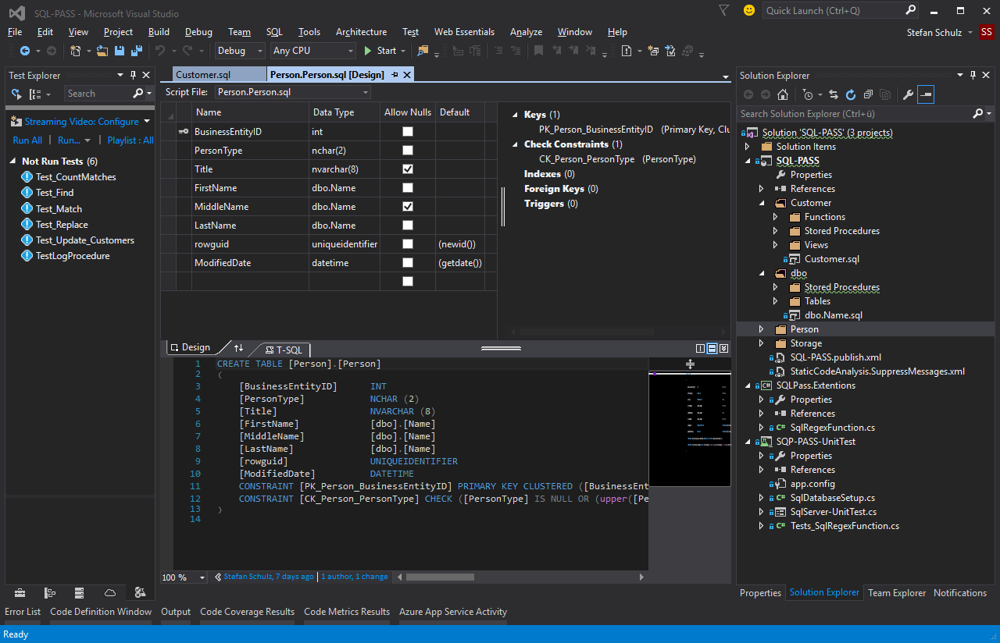 SQL-PASS - Microsoft Visual Studio
Quick Launch (Ctrl+Q)
File Edit View Project Build Debug Team SQL Tools Architecture Test Web Essentials Analyze Window Help
Stefan Schulz SS
Debug Any CPU Start
Test Explorer
Search
Streaming Video: Configure
Run All | Run... | Playlist : All
Not Run Tests (6)
Test_CountMatches
Test_Find
Test_Match
Test_Replace
Test_Update_Customers
TestLogProcedure
Customer.sql Person.Person.sql [Design]
Script File: Person.Person.sql
Name Data Type Allow Nulls Default
BusinessEntityID int
PersonType nchar(2)
Title nvarchar(8)
FirstName dbo.Name
MiddleName dbo.Name
LastName dbo.Name
rowguid uniqueidentifier (newid())
ModifiedDate datetime (getdate())
Keys (1)
PK_Person_BusinessEntityID (Primary Key, Clu
Check Constraints (1)
CK_Person_PersonType (PersonType)
Indexes (0)
Foreign Keys (0)
Triggers (0)
Design T-SQL
1 CREATE TABLE [Person].[Person]
2 (
3 [BusinessEntityID] INT
4 [PersonType] NCHAR (2)
5 [Title] NVARCHAR (8)
6 [FirstName] [dbo].[Name]
7 [MiddleName] [dbo].[Name]
8 [LastName] [dbo].[Name]
9 [rowguid] UNIQUEIDENTIFIER
10 [ModifiedDate] DATETIME
11 CONSTRAINT [PK_Person_BusinessEntityID] PRIMARY KEY CLUSTERED ([BusinessEnt
12 CONSTRAINT [CK_Person_PersonType] CHECK ([PersonType] IS NULL OR (upper([Pe
13 )
14
100 % Stefan Schulz, 7 days ago | 1 author, 1 change
Solution Explorer
Search Solution Explorer (Ctrl+ü)
Solution 'SQL-PASS' (3 projects)
Solution Items
SQL-PASS
Properties
References
Customer
Functions
Stored Procedures
Views
Customer.sql
dbo
Stored Procedures
Tables
dbo.Name.sql
Person
Storage
SQL-PASS.publish.xml
StaticCodeAnalysis.SuppressMessages.xml
SQLPass.Extentions
Properties
References
SqlRegexFunction.cs
SQP-PASS-UnitTest
Properties
References
app.config
SqlDatabaseSetup.cs
SqlServer-UnitTest.cs
Tests_SqlRegexFunction.cs
Properties Solution Explorer Team Explorer Notifications
Error List Code Definition Window Output Code Coverage Results Code Metrics Results Azure App Service Activity
Ready